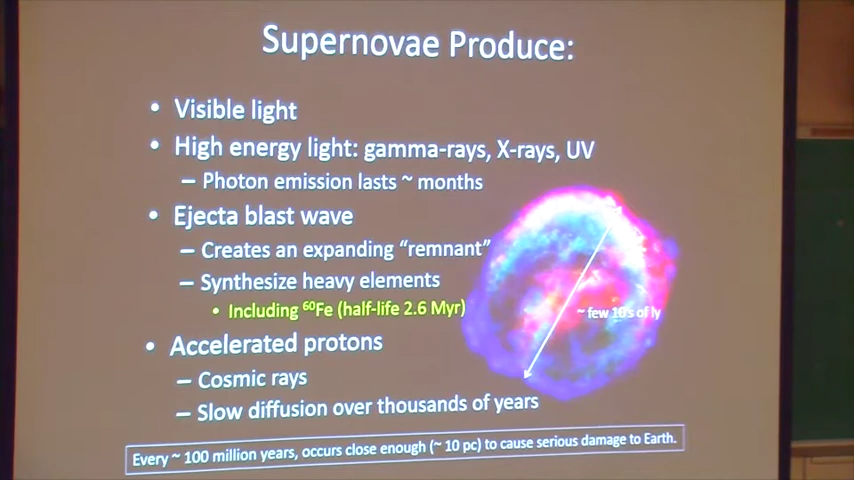 Supernovae Produce:
• Visible light
• High energy light: gamma-rays, X-rays, UV
– Photon emission lasts ~ months
• Ejecta blast wave
– Creates an expanding “remnant”
– Synthesize heavy elements
• Including ⁶⁰Fe (half-life 2.6 Myr)
~ few 10's of ly
• Accelerated protons
– Cosmic rays
– Slow diffusion over thousands of years
Every ~ 100 million years, occurs close enough (~ 10 pc) to cause serious damage to Earth.